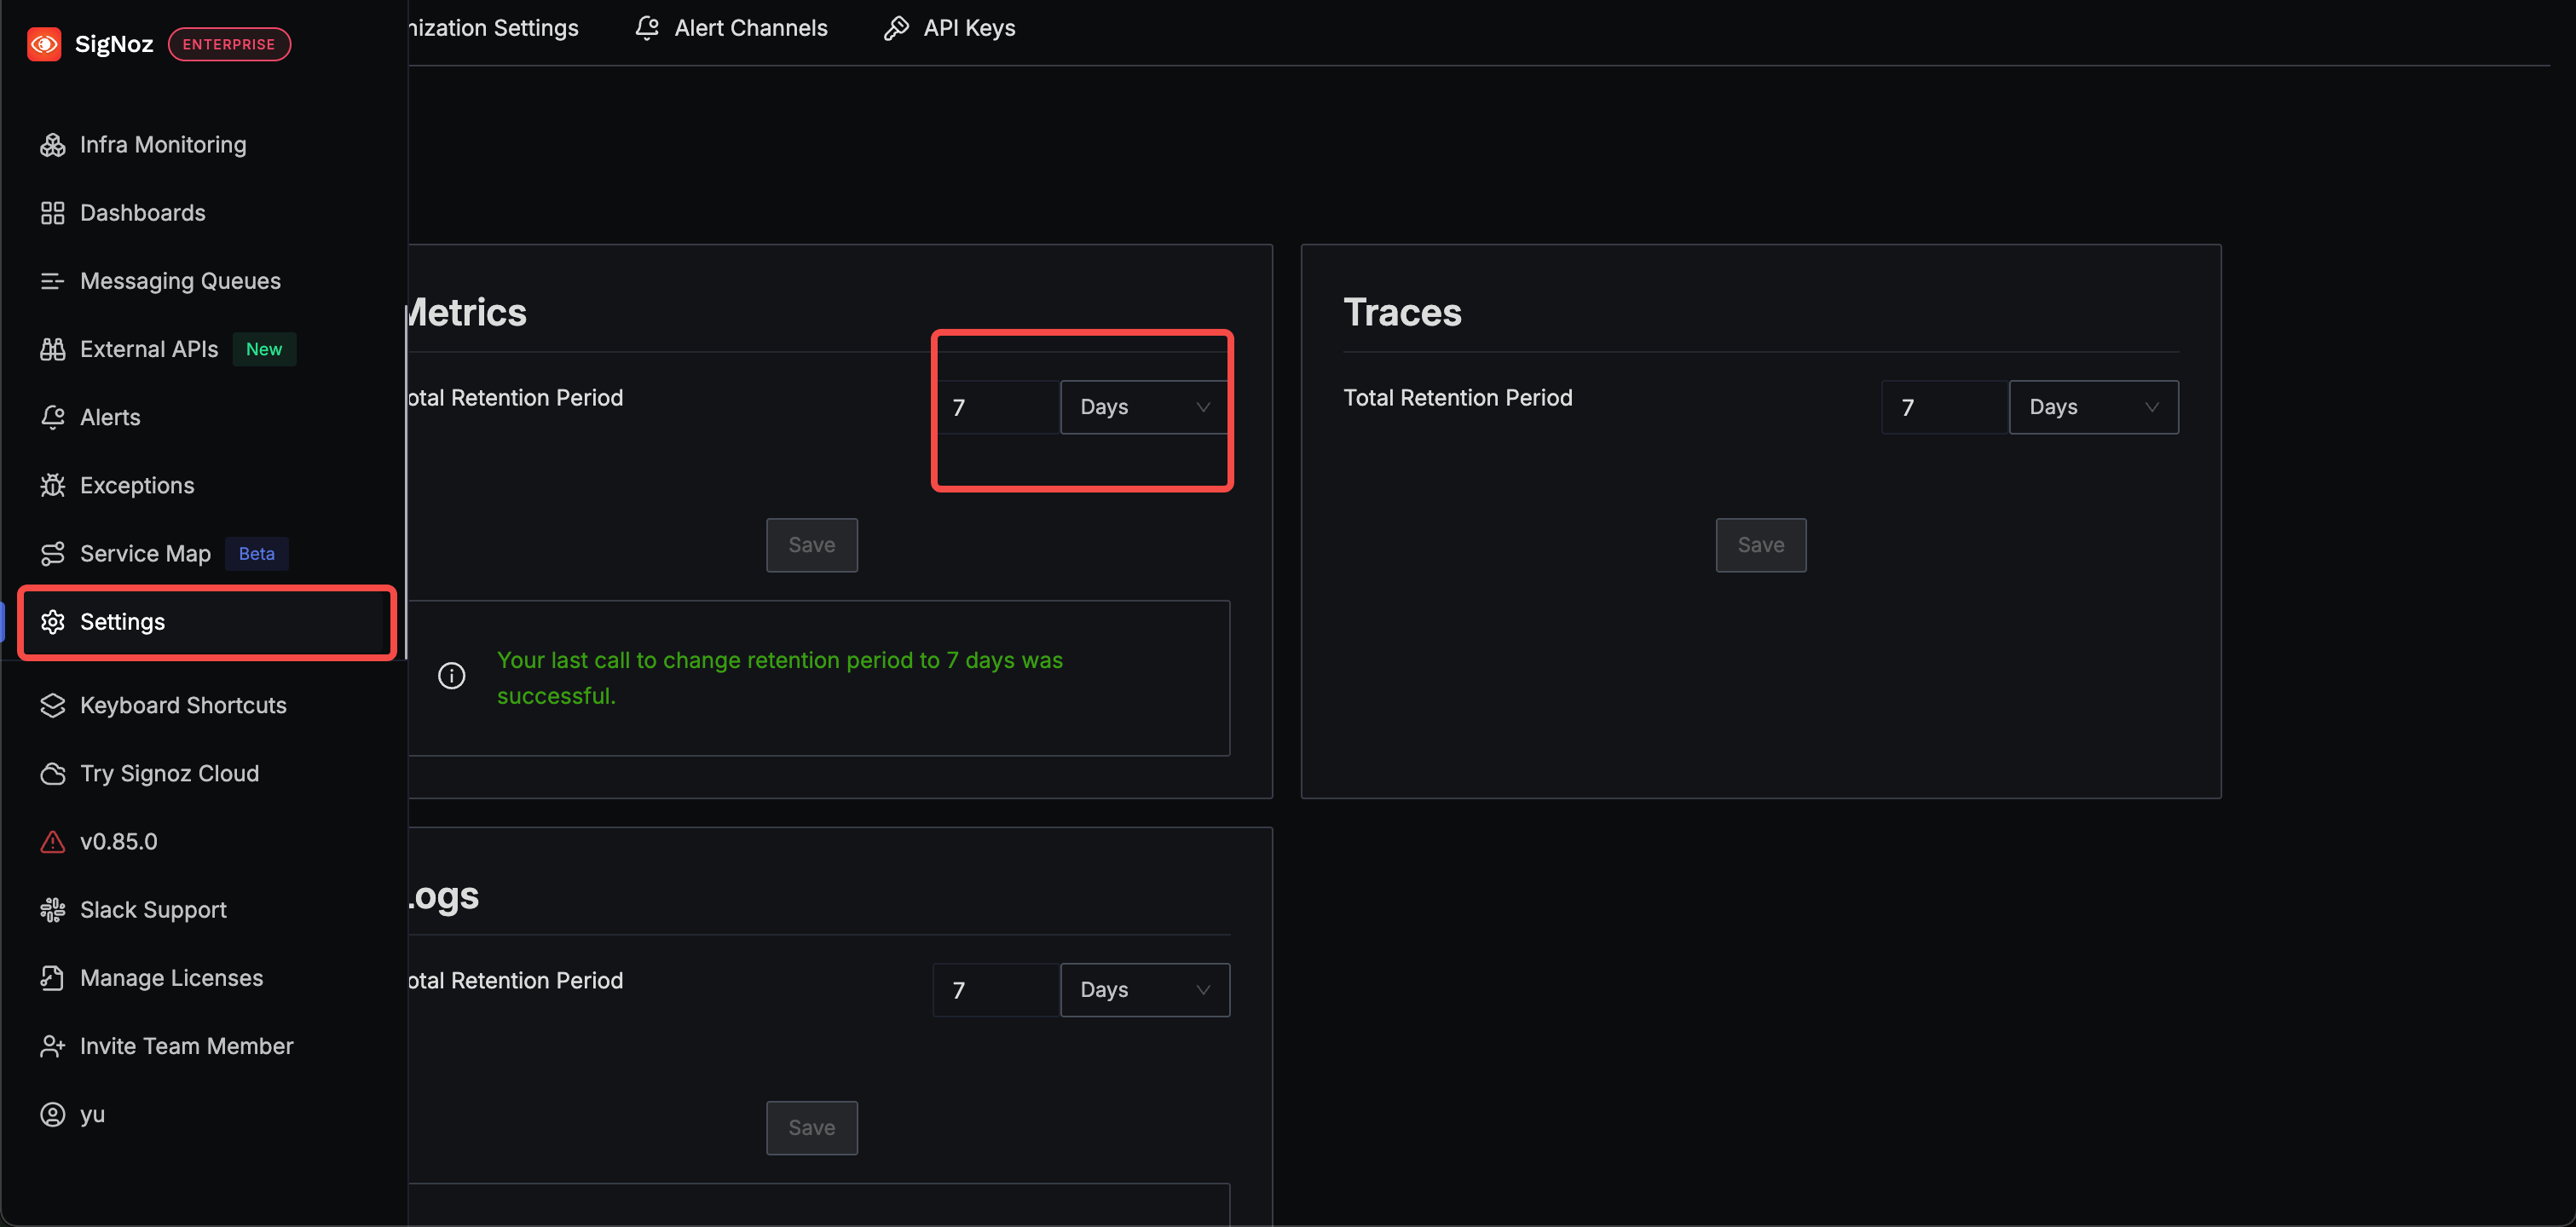 SigNoz ENTERPRISE
nization Settings Alert Channels API Keys
Infra Monitoring
Dashboards
Messaging Queues
External APIs New
Alerts
Exceptions
Service Map Beta
Settings
Keyboard Shortcuts
Try Signoz Cloud
v0.85.0
Slack Support
Manage Licenses
Invite Team Member
yu
Metrics
otal Retention Period 7 Days
Save
Your last call to change retention period to 7 days was
successful.
Traces
Total Retention Period 7 Days
Save
Logs
otal Retention Period 7 Days
Save